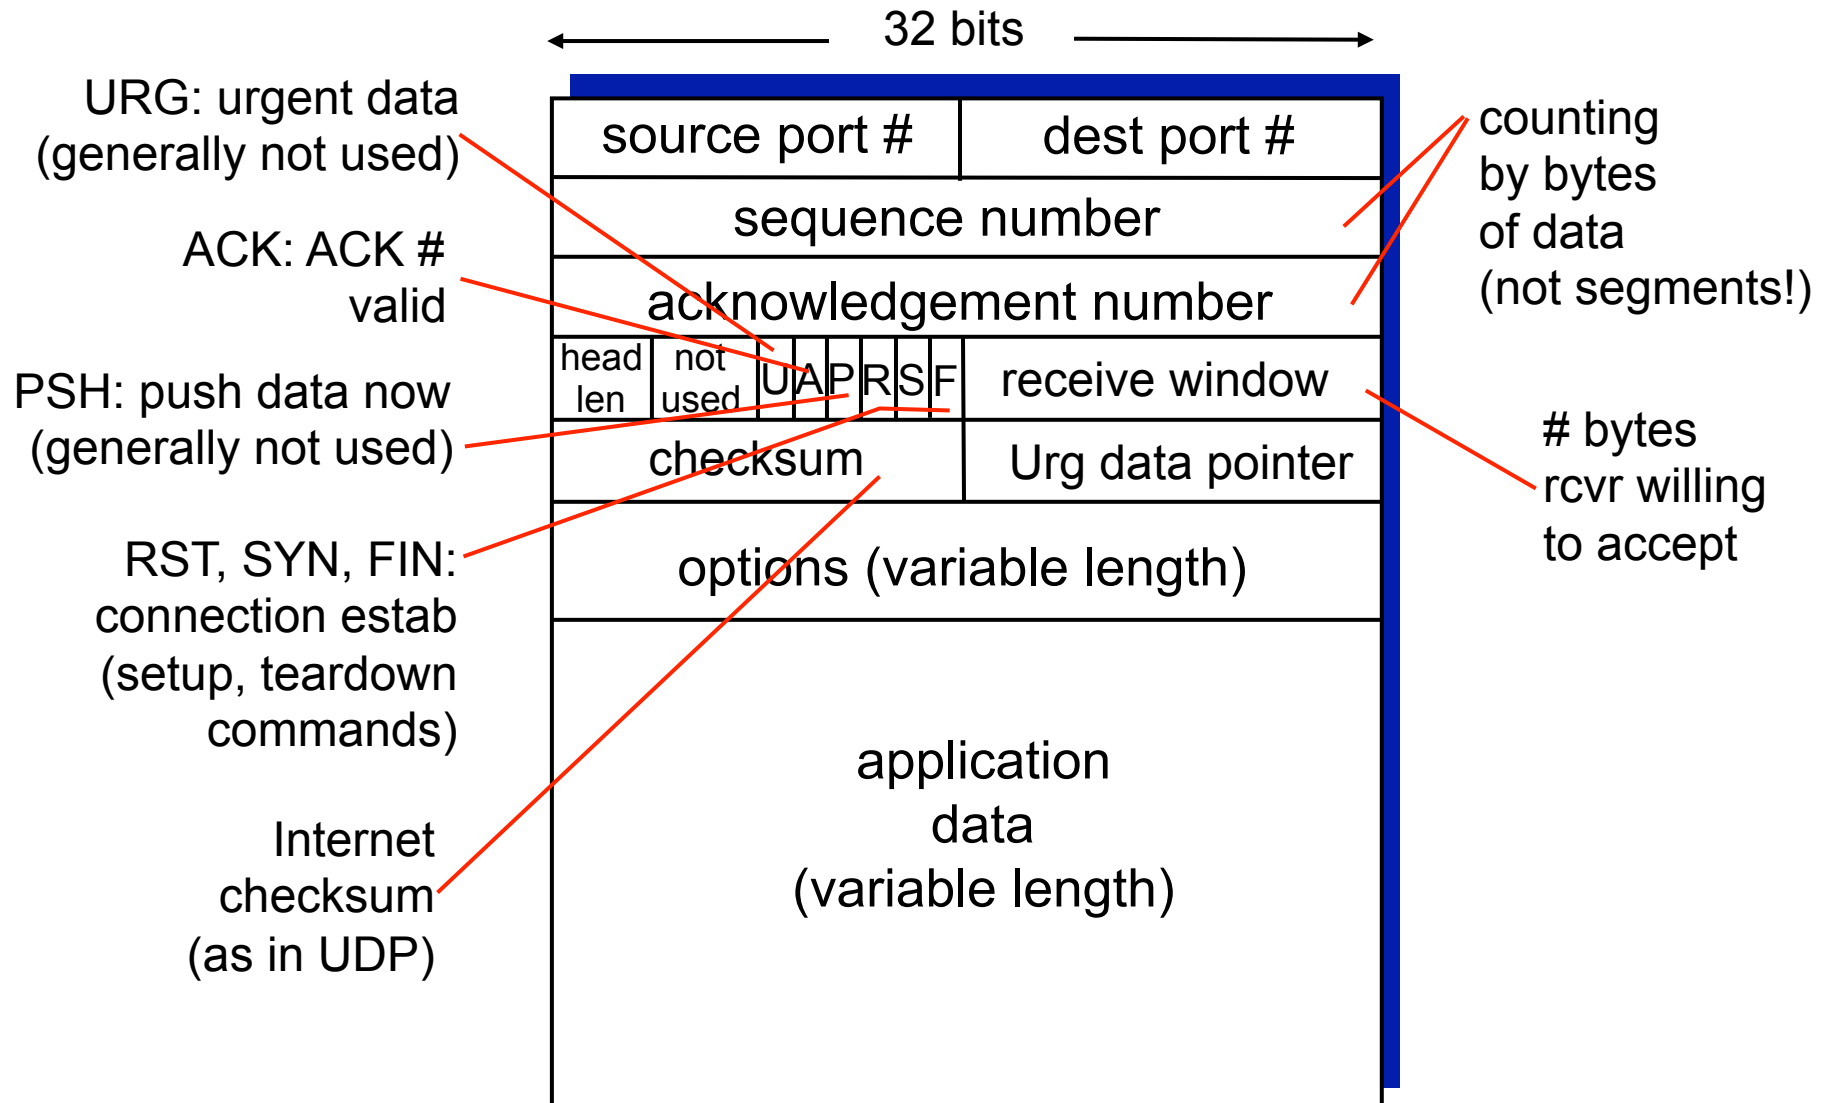 32 bits
URG: urgent data
(generally not used)
ACK: ACK #
valid
PSH: push data now
(generally not used)
RST, SYN, FIN:
connection estab
(setup, teardown
commands)
Internet
checksum
(as in UDP)
source port #
dest port #
sequence number
acknowledgement number
head
len
not
used
U
A
P
R
S
F
receive window
checksum
Urg data pointer
options (variable length)
application
data
(variable length)
counting
by bytes
of data
(not segments!)
# bytes
rcvr willing
to accept